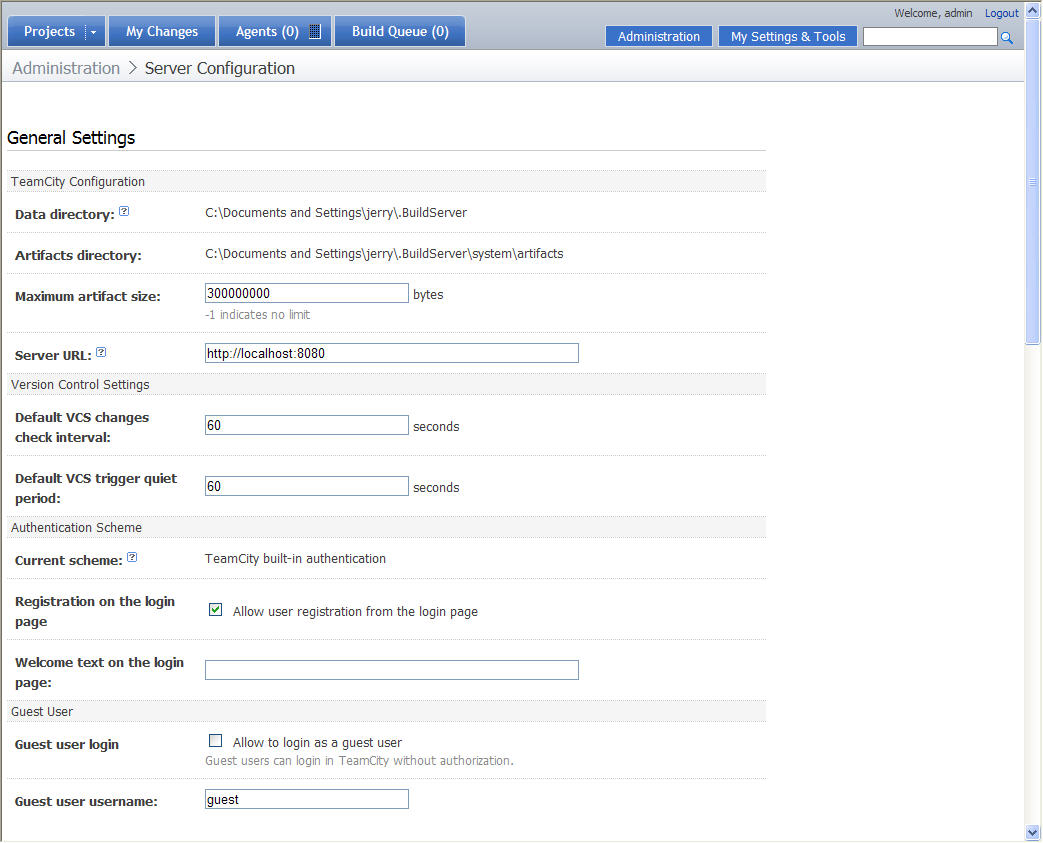 Welcome, admin Logout
Projects My Changes Agents (0) Build Queue (0) Administration My Settings & Tools
Administration > Server Configuration
General Settings
TeamCity Configuration
Data directory: ? C:\Documents and Settings\jerry\.BuildServer
Artifacts directory: C:\Documents and Settings\jerry\.BuildServer\system\artifacts
Maximum artifact size: 300000000 bytes
-1 indicates no limit
Server URL: ? http://localhost:8080
Version Control Settings
Default VCS changes
check interval: 60 seconds
Default VCS trigger quiet
period: 60 seconds
Authentication Scheme
Current scheme: ? TeamCity built-in authentication
Registration on the login
page Allow user registration from the login page
Welcome text on the login
page:
Guest User
Guest user login Allow to login as a guest user
Guest users can login in TeamCity without authorization.
Guest user username: guest